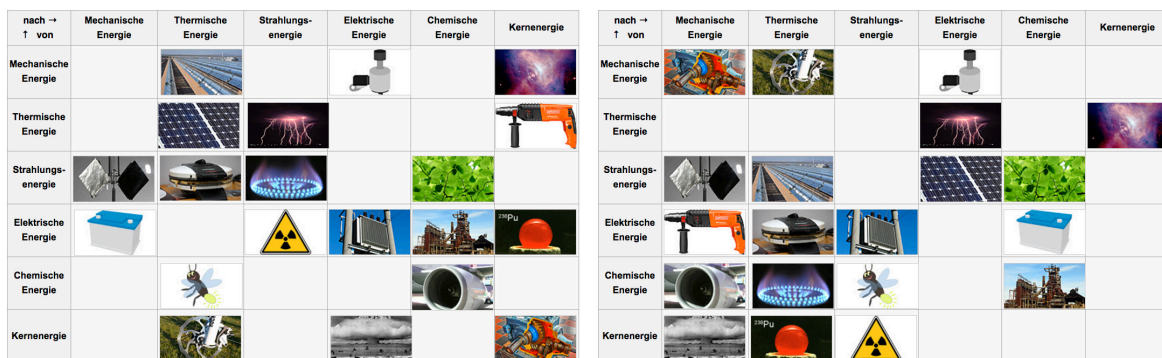 nach → Mechanische Energie Thermische Energie Strahlungs- energie Elektrische Energie Chemische Energie Kernenergie
↑ von
Mechanische
Energie
Thermische
Energie
Strahlungs-
energie
Elektrische
Energie
²³⁸Pu
Chemische
Energie
Kernenergie
nach → Mechanische Energie Thermische Energie Strahlungs- energie Elektrische Energie Chemische Energie Kernenergie
↑ von
Mechanische
Energie
Thermische
Energie
Strahlungs-
energie
Elektrische
Energie
Chemische
Energie
Kernenergie
²³⁸Pu